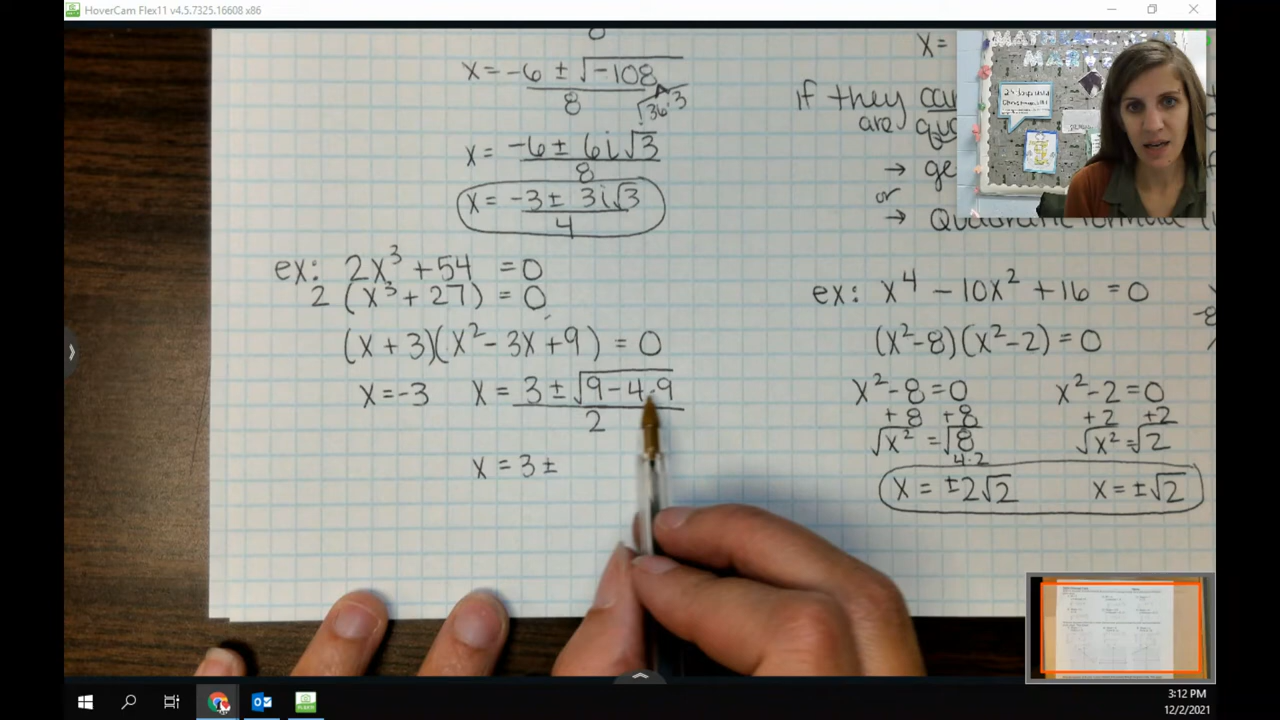 HoverCam Flex11 v4.5.7325.16608 x86
8
x = -6 ± √-108
8
√36·3
x = -6 ± 6i√3
8
x = -3 ± 3i√3
4
ex: 2x³ + 54 = 0
2 (x³ + 27) = 0
(x + 3)(x² - 3x + 9) = 0
x = -3 x = 3 ± √9 - 4·9
2
x = 3 ±
x =
if they
are
→ ge
or
→ Quadratic formula (
ex: x⁴ - 10x² + 16 = 0
-8
(x² - 8)(x² - 2) = 0
x² - 8 = 0 x² - 2 = 0
+8 +8 +2 +2
√x² = √8 √x² = √2
4·2
x = ±2√2 x = ±√2
3:12 PM
12/2/2021